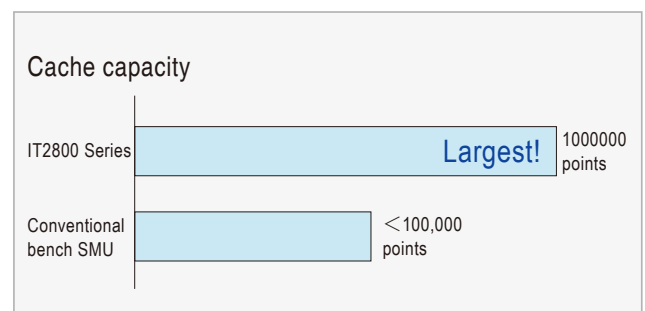 Cache capacity
IT2800 Series
Largest!
1000000
points
Conventional
bench SMU
<100,000
points